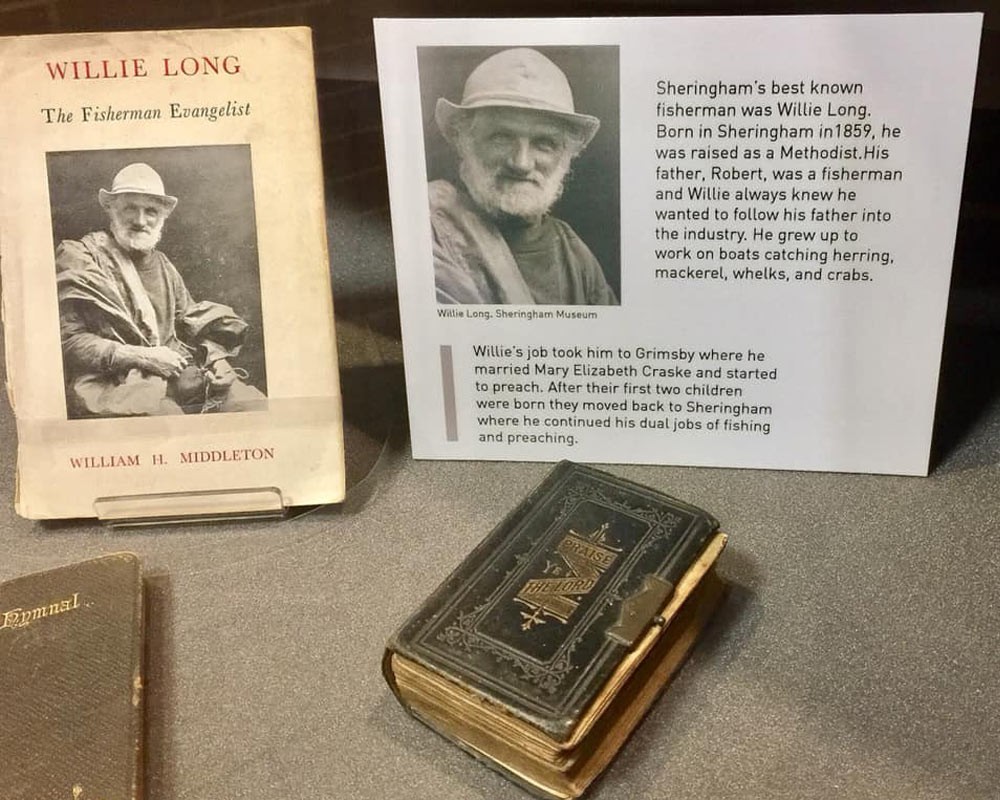 WILLIE LONG
The Fisherman Evangelist
WILLIAM H. MIDDLETON
Sheringham's best known
fisherman was Willie Long.
Born in Sheringham in1859, he
was raised as a Methodist.His
father, Robert, was a fisherman
and Willie always knew he
wanted to follow his father into
the industry. He grew up to
work on boats catching herring,
mackerel, whelks, and crabs.
Willie Long. Sheringham Museum
Willie's job took him to Grimsby where he
married Mary Elizabeth Craske and started
to preach. After their first two children
were born they moved back to Sheringham
where he continued his dual jobs of fishing
and preaching.
Hymnal
PRAISE
YE
THE LORD